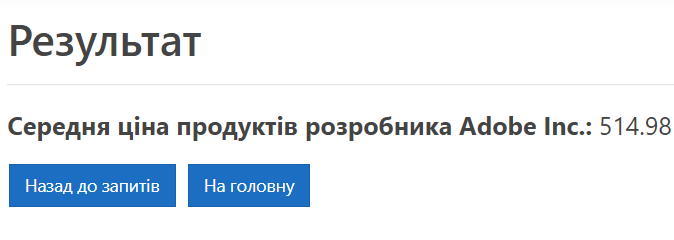 Результат
Середня ціна продуктів розробника Adobe Inc.: 514.98
Назад до запитів
На головну